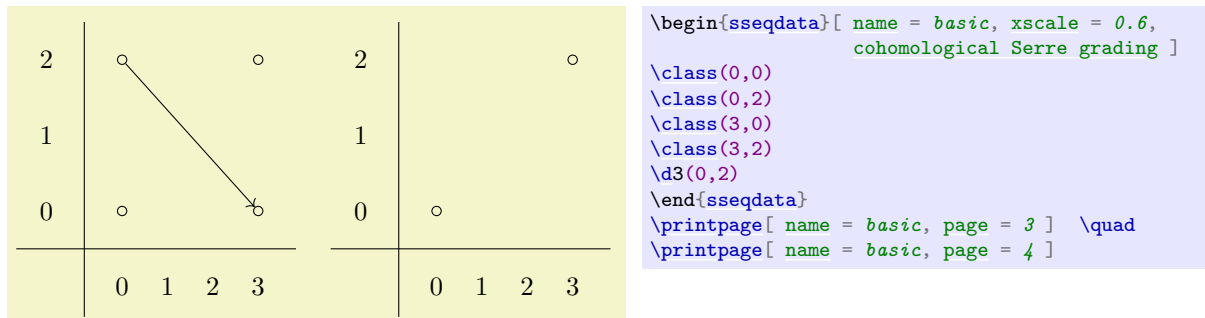 2
1
0
0 1 2 3
2
1
0
0 1 2 3
\begin{sseqdata}[ name = basic, xscale = 0.6,
cohomological Serre grading ]
\class(0,0)
\class(0,2)
\class(3,0)
\class(3,2)
\d3(0,2)
\end{sseqdata}
\printpage[ name = basic, page = 3 ] \quad
\printpage[ name = basic, page = 4 ]